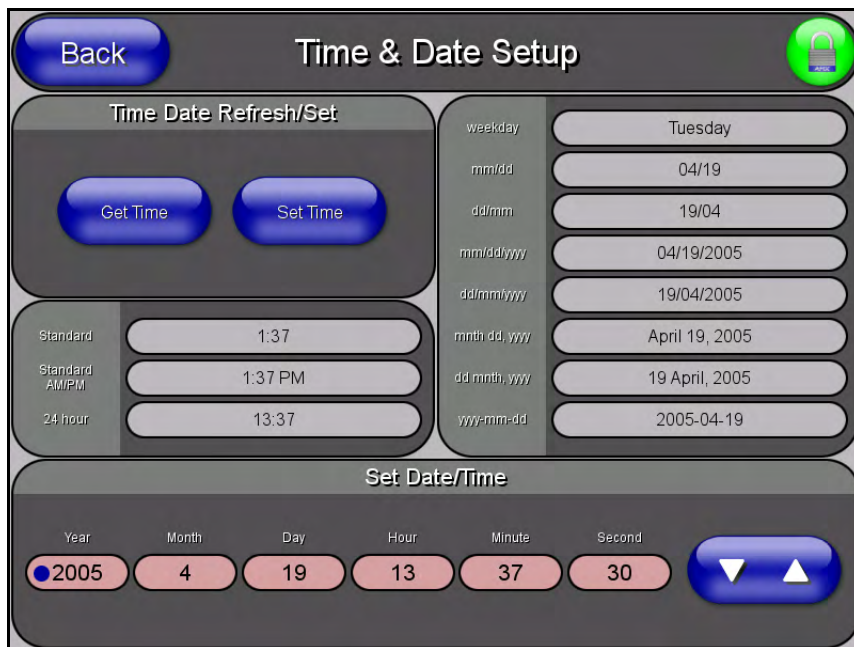 Back
Time & Date Setup
Time Date Refresh/Set
Get Time
Set Time
Standard 1:37
Standard AM/PM 1:37 PM
24 hour 13:37
weekday Tuesday
mm/dd 04/19
dd/mm 19/04
mm/dd/yyyy 04/19/2005
dd/mm/yyyy 19/04/2005
mnth dd, yyyy April 19, 2005
dd mnth, yyyy 19 April, 2005
yyyy-mm-dd 2005-04-19
Set Date/Time
Year Month Day Hour Minute Second
2005 4 19 13 37 30